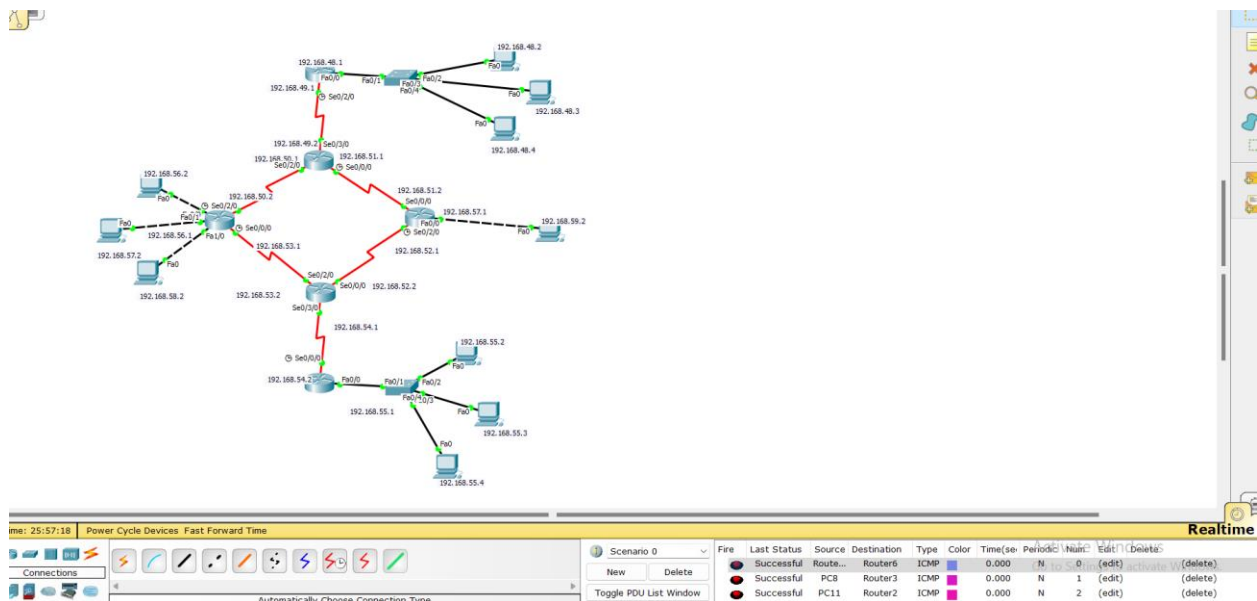 192.168.48.2
192.168.48.1
Fa0/0
Fa0/1
Fa0/3
Fa0/2
Fa0/4
Fa0
192.168.49.1
Se0/2/0
Fa0
192.168.48.3
Fa0
192.168.48.4
192.168.49.2
Se0/3/0
192.168.50.1
192.168.51.1
Se0/2/0
Se0/0/0
192.168.56.2
Fa0
192.168.50.2
192.168.51.2
Se0/2/0
Se0/0/0
192.168.57.1
Fa0
Fa0/1
Fa0/0
192.168.59.2
192.168.56.1
Fa1/0
Se0/0/0
Se0/2/0
Fa0
192.168.57.2
192.168.53.1
192.168.52.1
Fa0
192.168.58.2
Se0/2/0
Se0/0/0
192.168.53.2
192.168.52.2
Se0/3/0
192.168.54.1
192.168.55.2
Se0/0/0
Fa0
192.168.54.2
Fa0/0
Fa0/1
Fa0/2
Fa0/4
192.168.55.1
Fa0
192.168.55.3
Fa0
192.168.55.4
ime: 25:57:18 Power Cycle Devices Fast Forward Time
Realtime
Connections
Automatically Choose Connection Type
Scenario 0
New Delete
Toggle PDU List Window
Fire Last Status Source Destination Type Color Time(se Periodic Num Edit Delete
Successful Route... Router6 ICMP 0.000 N 0 (edit) (delete)
Successful PC8 Router3 ICMP 0.000 N 1 (edit) (delete)
Successful PC11 Router2 ICMP 0.000 N 2 (edit) (delete)
Activate Windows